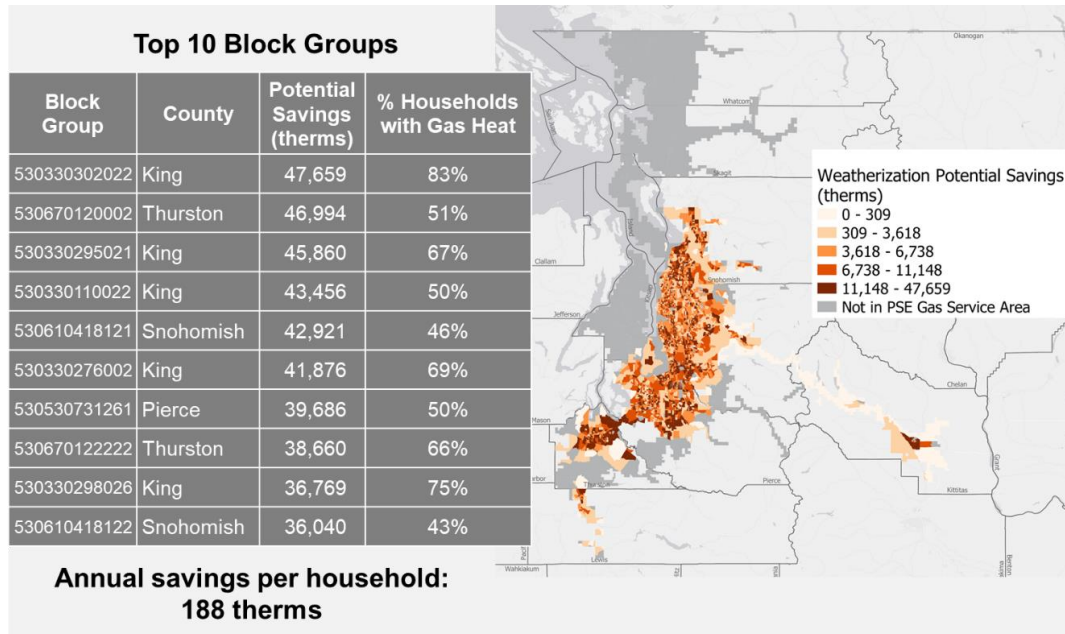 Top 10 Block Groups
Block Group County Potential Savings (therms) % Households with Gas Heat
530330302022 King 47,659 83%
530670120002 Thurston 46,994 51%
530330295021 King 45,860 67%
530330110022 King 43,456 50%
530610418121 Snohomish 42,921 46%
530330276002 King 41,876 69%
530530731261 Pierce 39,686 50%
530670122222 Thurston 38,660 66%
530330298026 King 36,769 75%
530610418122 Snohomish 36,040 43%
Annual savings per household:
188 therms
Okanogan
Whatcom
San Juan
Skagit
Island
Clallam
Snohomish
Jefferson
Chelan
Mason
Grant
Kittitas
Pierce
Thurston
Lewis
Wahkiakum
Benton
Weatherization Potential Savings
(therms)
0 - 309
309 - 3,618
3,618 - 6,738
6,738 - 11,148
11,148 - 47,659
Not in PSE Gas Service Area